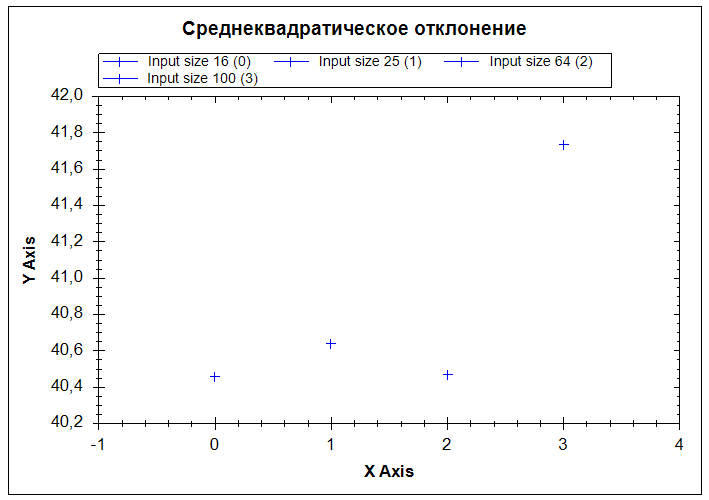 Среднеквадратическое отклонение
Input size 16 (0) Input size 25 (1) Input size 64 (2)
Input size 100 (3)
42,0
41,8
41,6
41,4
41,2
41,0
40,8
40,6
40,4
40,2
Y Axis
-1 0 1 2 3 4
X Axis